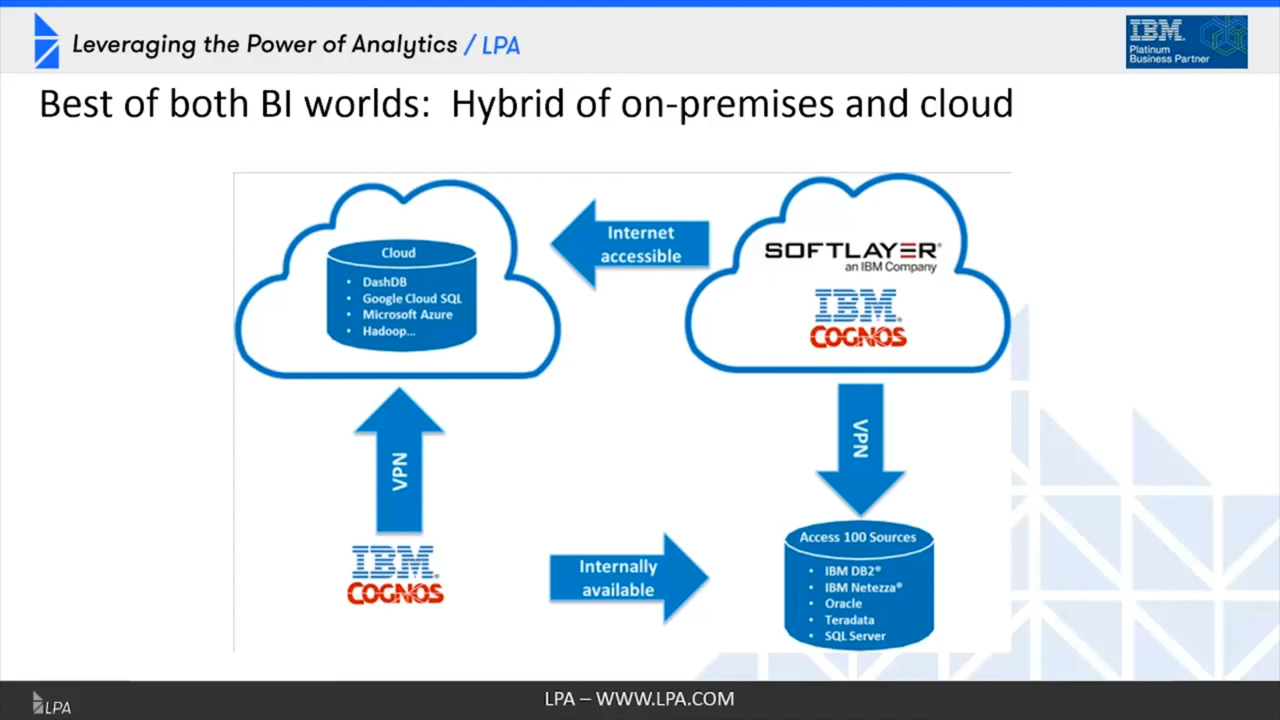 Leveraging the Power of Analytics / LPA
IBM
Platinum
Business Partner
Best of both BI worlds:  Hybrid of on-premises and cloud
Cloud
• DashDB
• Google Cloud SQL
• Microsoft Azure
• Hadoop...
Internet
accessible
SOFTLAYER®
an IBM Company
IBM®
COGNOS
VPN
VPN
IBM®
COGNOS
Internally
available
Access 100 Sources
• IBM DB2®
• IBM Netezza®
• Oracle
• Teradata
• SQL Server
LPA
LPA – WWW.LPA.COM